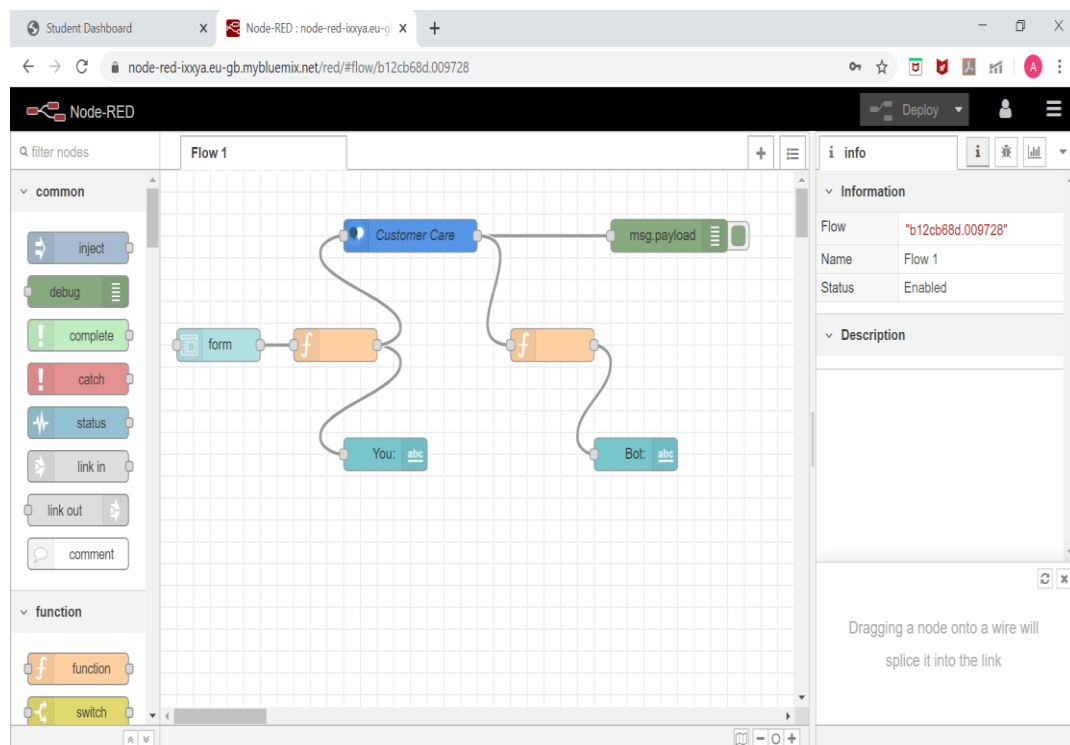 Student Dashboard
Node-RED : node-red-ixxya.eu-g
node-red-ixxya.eu-gb.mybluemix.net/red/#flow/b12cb68d.009728
A
Node-RED
Deploy
filter nodes
Flow 1
i info
i
common
Information
inject
Flow "b12cb68d.009728"
Customer Care
msg.payload
Name Flow 1
debug
Status Enabled
complete
form
Description
catch
status
You: abc
Bot: abc
link in
link out
comment
function
Dragging a node onto a wire will
splice it into the link
function
switch